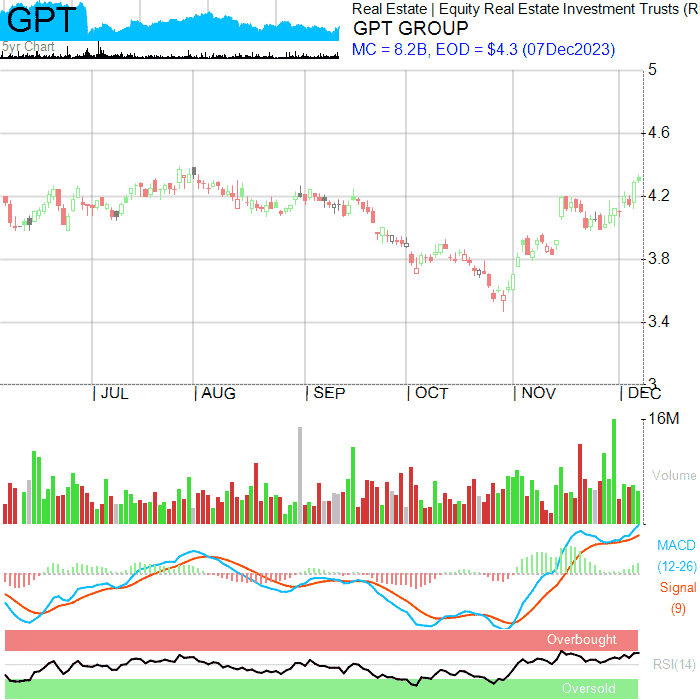 GPT
5yr Chart
Real Estate | Equity Real Estate Investment Trusts (R
GPT GROUP
MC = 8.2B, EOD = $4.3 (07Dec2023)
5
4.6
4.2
3.8
3.4
3
JUL AUG SEP OCT NOV DEC
16M
Volume
MACD
(12-26)
Signal
(9)
Overbought
RSI(14)
Oversold